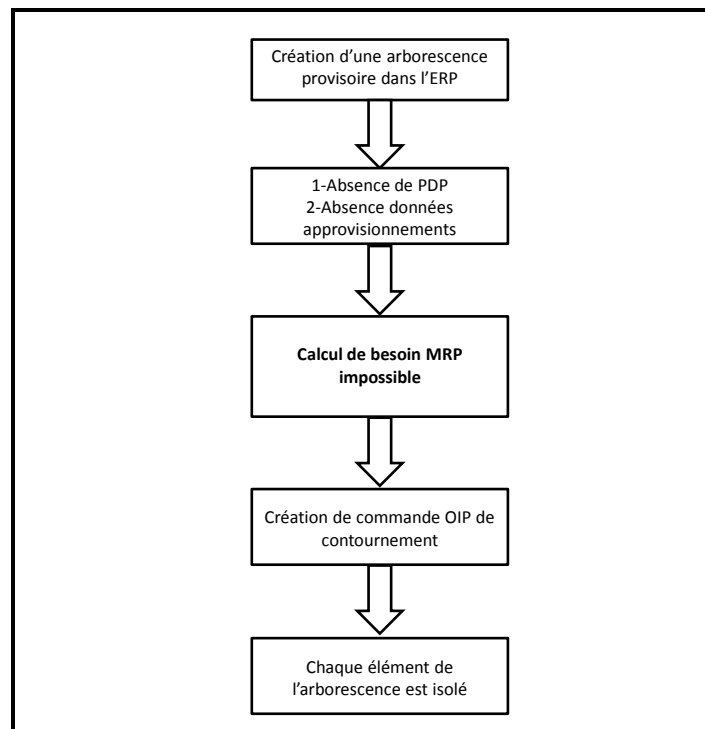 Création d’une arborescence
provisoire dans l’ERP
1-Absence de PDP
2-Absence données
approvisionnements
Calcul de besoin MRP
impossible
Création de commande OIP de
contournement
Chaque élément de
l’arborescence est isolé